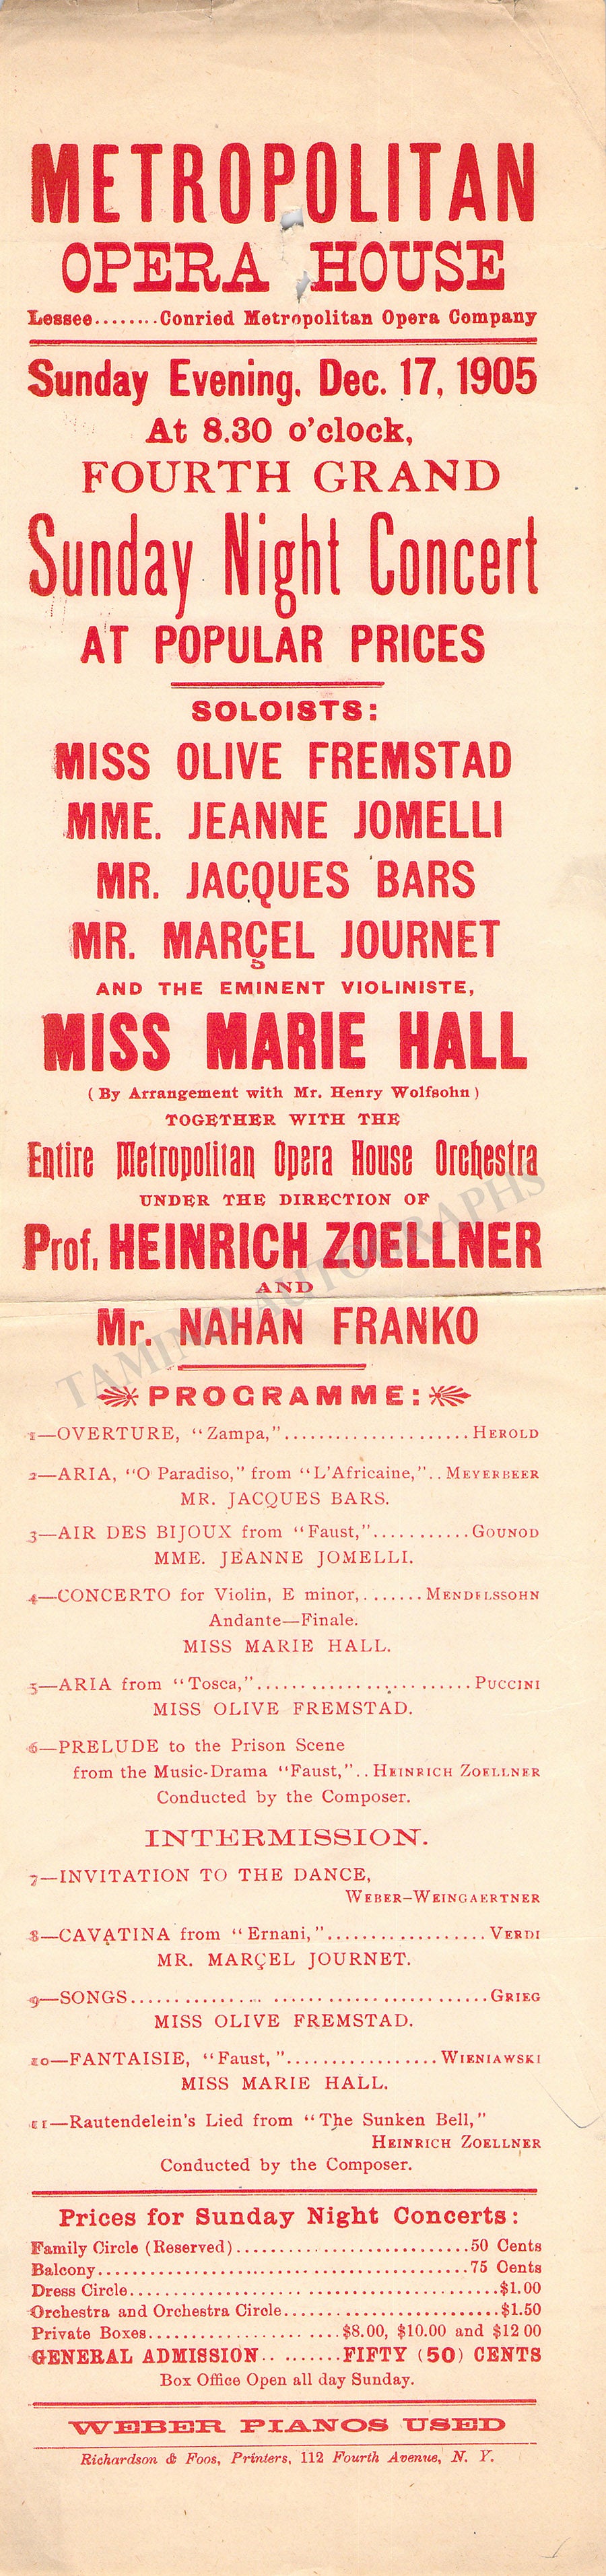 METROPOLITAN
OPERA HOUSE
Lessee........Conried Metropolitan Opera Company
Sunday Evening, Dec. 17, 1905
At 8.30 o'clock,
FOURTH GRAND
Sunday Night Concert
AT POPULAR PRICES
SOLOISTS:
MISS OLIVE FREMSTAD
MME. JEANNE JOMELLI
MR. JACQUES BARS
MR. MARÇEL JOURNET
AND THE EMINENT VIOLINISTE,
MISS MARIE HALL
(By Arrangement with Mr. Henry Wolfsohn)
TOGETHER WITH THE
Entire Metropolitan Opera House Orchestra
UNDER THE DIRECTION OF
Prof. HEINRICH ZOELLNER
AND
Mr. NAHAN FRANKO
TAMINO AUTOGRAPHS
PROGRAMME:
1—OVERTURE, "Zampa,".....................HEROLD
2—ARIA, "O Paradiso," from "L'Africaine,"..MEYERBEER
MR. JACQUES BARS.
3—AIR DES BIJOUX from "Faust,"...........GOUNOD
MME. JEANNE JOMELLI.
4—CONCERTO for Violin, E minor,.......MENDELSSOHN
Andante—Finale.
MISS MARIE HALL.
5—ARIA from "Tosca,".........................PUCCINI
MISS OLIVE FREMSTAD.
6—PRELUDE to the Prison Scene
from the Music-Drama "Faust,"..HEINRICH ZOELLNER
Conducted by the Composer.
INTERMISSION.
7—INVITATION TO THE DANCE,
WEBER-WEINGAERTNER
8—CAVATINA from "Ernani,"..................VERDI
MR. MARÇEL JOURNET.
9—SONGS..........................................GRIEG
MISS OLIVE FREMSTAD.
10—FANTAISIE, "Faust,".................WIENIAWSKI
MISS MARIE HALL.
11—Rautendelein's Lied from "The Sunken Bell,"
HEINRICH ZOELLNER
Conducted by the Composer.
Prices for Sunday Night Concerts:
Family Circle (Reserved)...........................50 Cents
Balcony...........................................75 Cents
Dress Circle..........................................$1.00
Orchestra and Orchestra Circle........................$1.50
Private Boxes......................$8.00, $10.00 and $12 00
GENERAL ADMISSION.........FIFTY (50) CENTS
Box Office Open all day Sunday.
WEBER PIANOS USED
Richardson & Foos, Printers, 112 Fourth Avenue, N. Y.